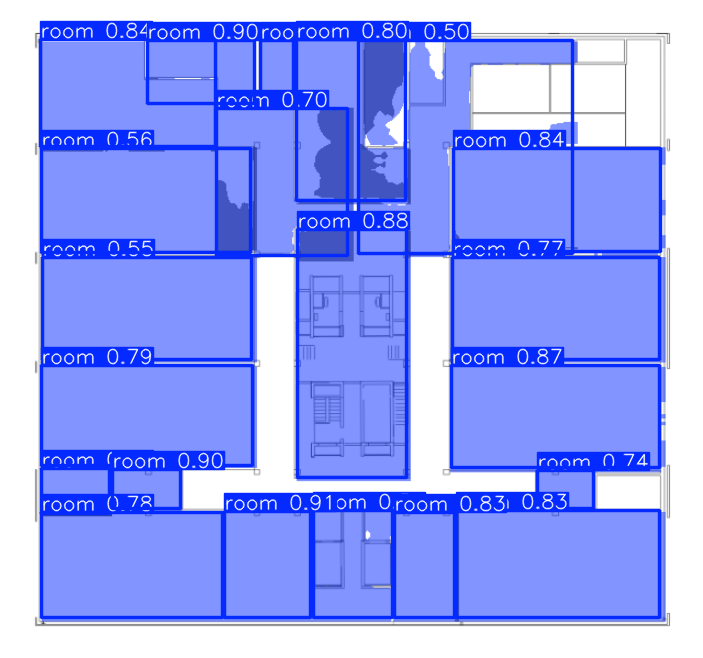 room 0.84
room 0.90
roo
room 0.80
0.50
room 0.70
room 0.56
room 0.84
room 0.88
room 0.55
room 0.77
room 0.79
room 0.87
room
room 0.90
room 0.74
room 0.78
room 0.91
om 0.
room 0.83
0.83